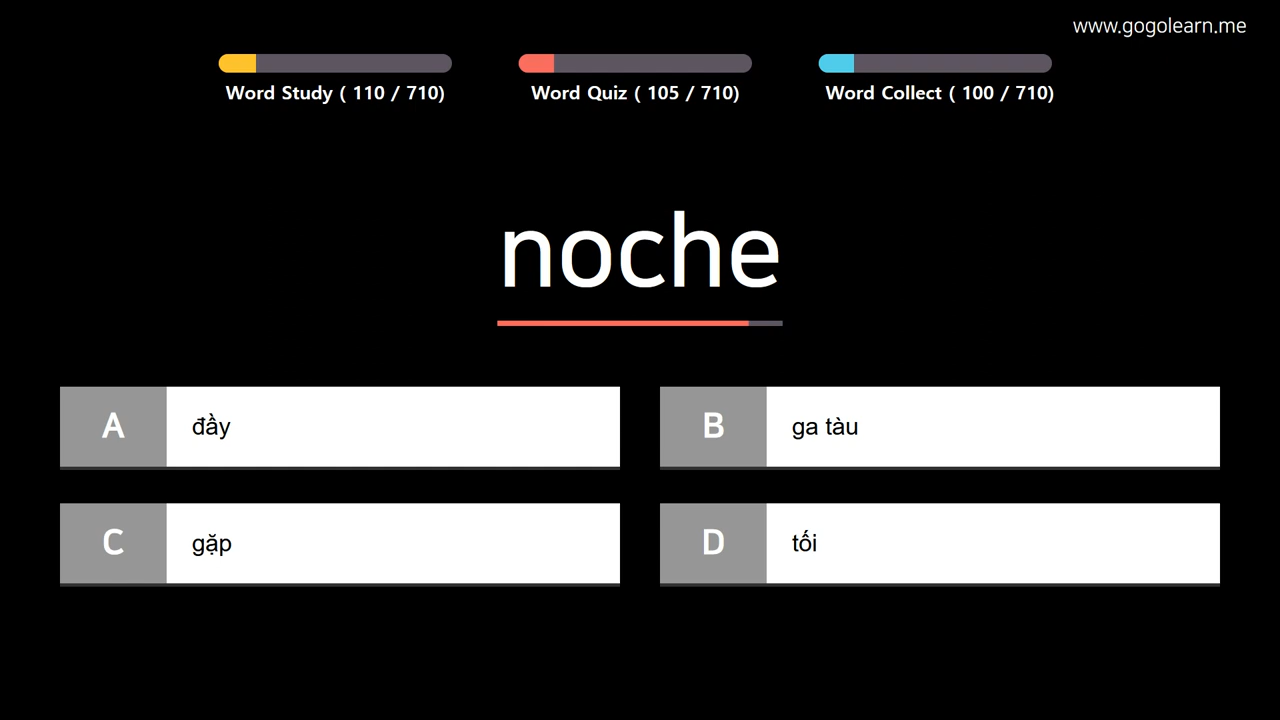 www.gogolearn.me
Word Study ( 110 / 710)
Word Quiz ( 105 / 710)
Word Collect ( 100 / 710)
noche
A đầy
B ga tàu
C gặp
D tối